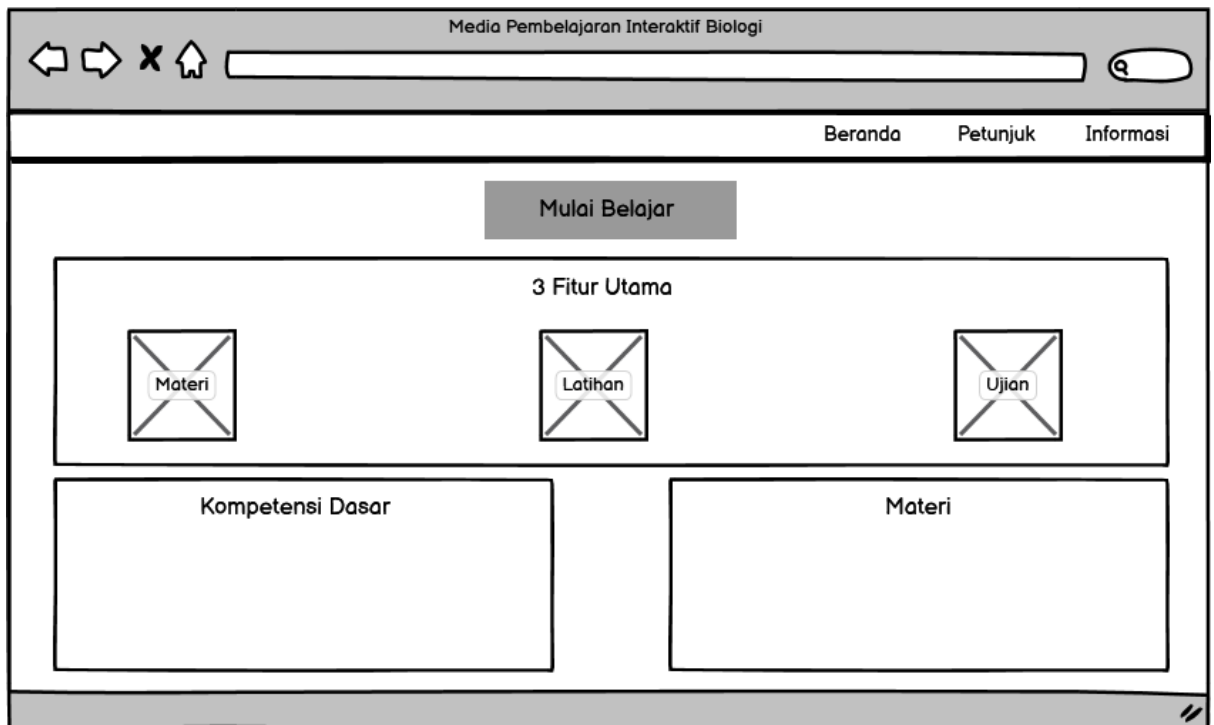 Media Pembelajaran Interaktif Biologi
Beranda Petunjuk Informasi
Mulai Belajar
3 Fitur Utama
Materi Latihan Ujian
Kompetensi Dasar
Materi